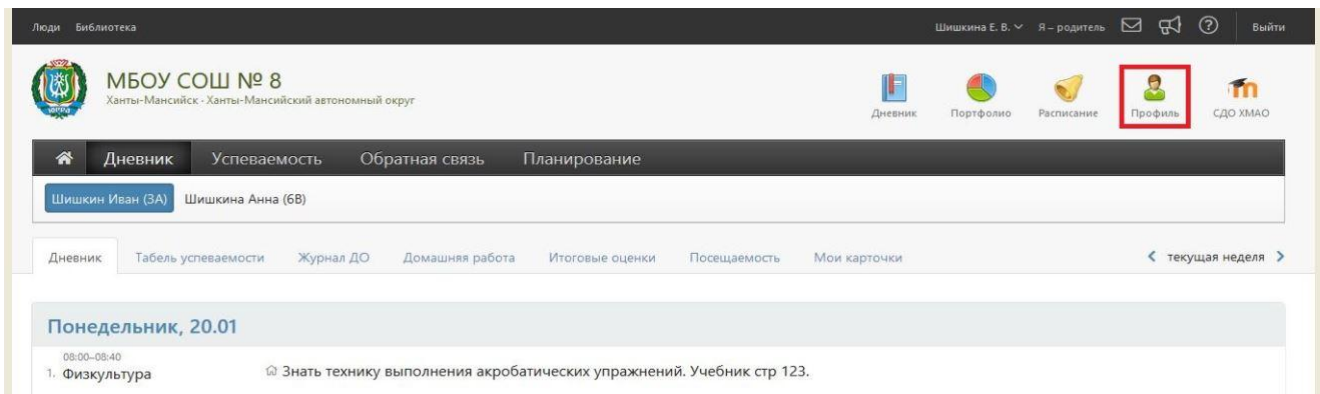 Люди Библиотека Шишкина Е. В. Я – родитель Выйти
МБОУ СОШ № 8
Ханты-Мансийск - Ханты-Мансийский автономный округ
Дневник Портфолио Расписание Профиль СДО ХМАО
Дневник Успеваемость Обратная связь Планирование
Шишкин Иван (3А) Шишкина Анна (6В)
Дневник Табель успеваемости Журнал ДО Домашняя работа Итоговые оценки Посещаемость Мои карточки текущая неделя
Понедельник, 20.01
08:00–08:40
1. Физкультура Знать технику выполнения акробатических упражнений. Учебник стр 123.